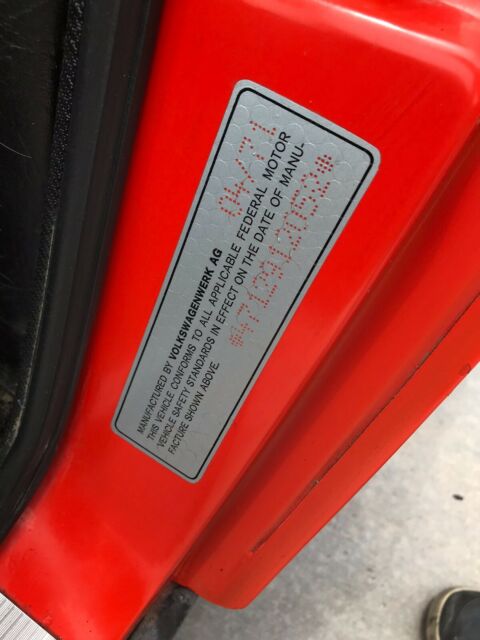 MANUFACTURED BY VOLKSWAGENWERK AG 04/71
THIS VEHICLE CONFORMS TO ALL APPLICABLE FEDERAL MOTOR
VEHICLE SAFETY STANDARDS IN EFFECT ON THE DATE OF MANU-
FACTURE SHOWN ABOVE